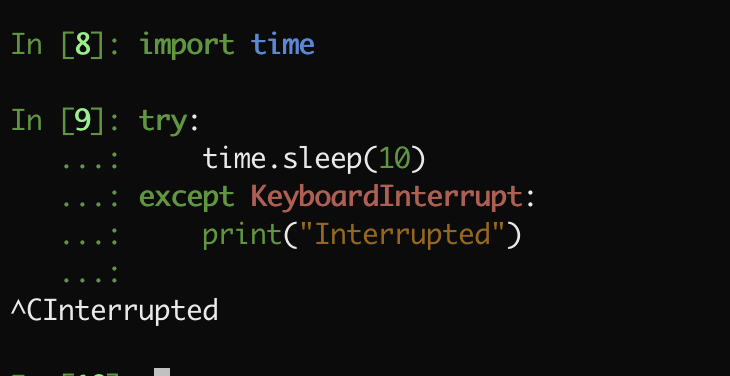 In [8]: import time
In [9]: try:
   ...:     time.sleep(10)
   ...: except KeyboardInterrupt:
   ...:     print("Interrupted")
   ...:
^CInterrupted